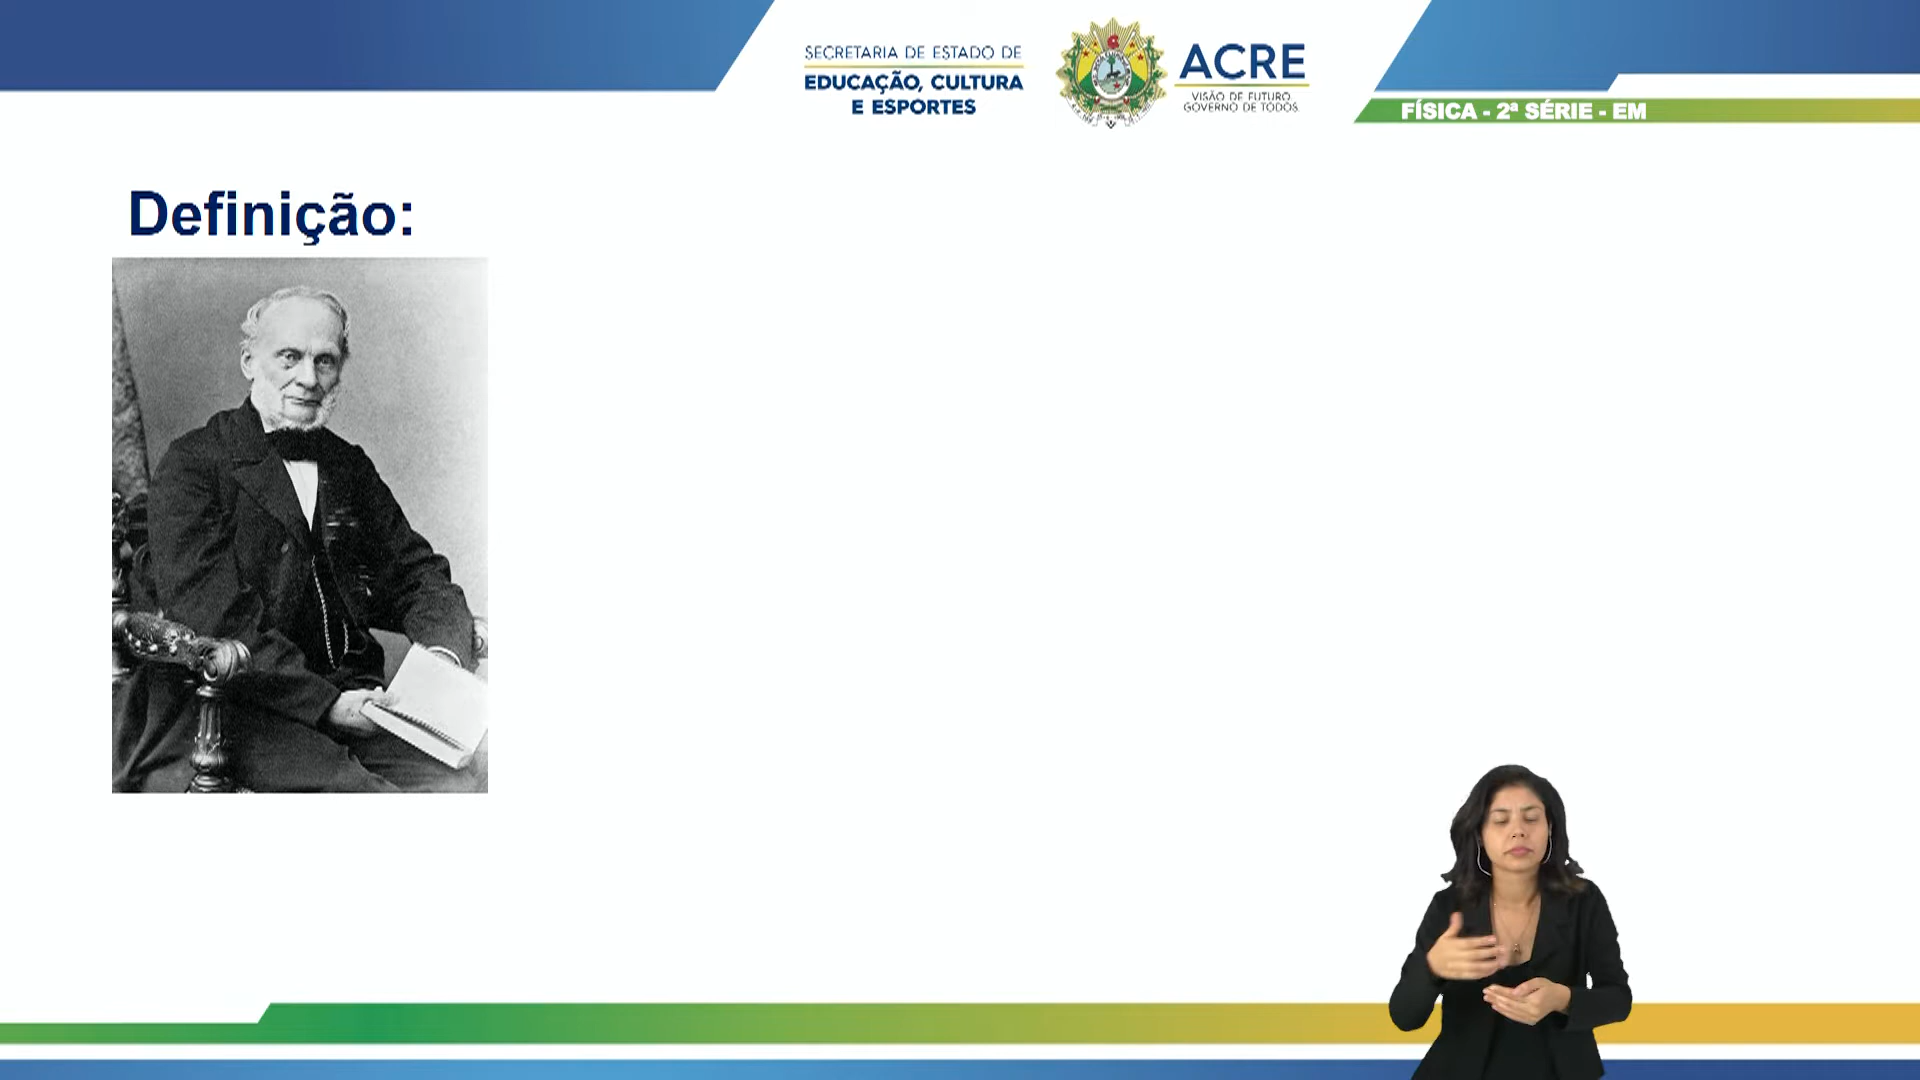 SECRETARIA DE ESTADO DE
EDUCAÇÃO, CULTURA
E ESPORTES
ACRE
VISÃO DE FUTURO.
GOVERNO DE TODOS.
FÍSICA - 2ª SÉRIE - EM
Definição: